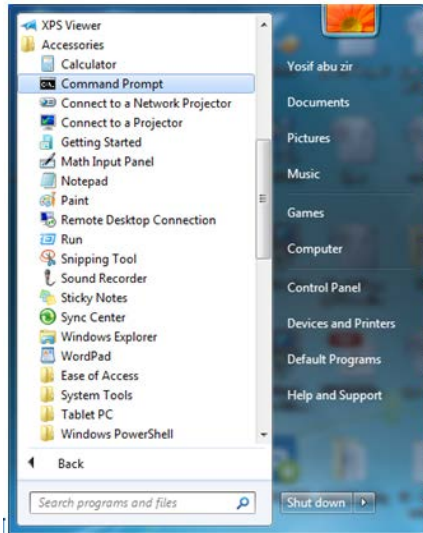 XPS Viewer
Accessories
Calculator
Command Prompt
Connect to a Network Projector
Connect to a Projector
Getting Started
Math Input Panel
Notepad
Paint
Remote Desktop Connection
Run
Snipping Tool
Sound Recorder
Sticky Notes
Sync Center
Windows Explorer
WordPad
Ease of Access
System Tools
Tablet PC
Windows PowerShell
Back
Search programs and files
Yosif abu zir
Documents
Pictures
Music
Games
Computer
Control Panel
Devices and Printers
Default Programs
Help and Support
Shut down